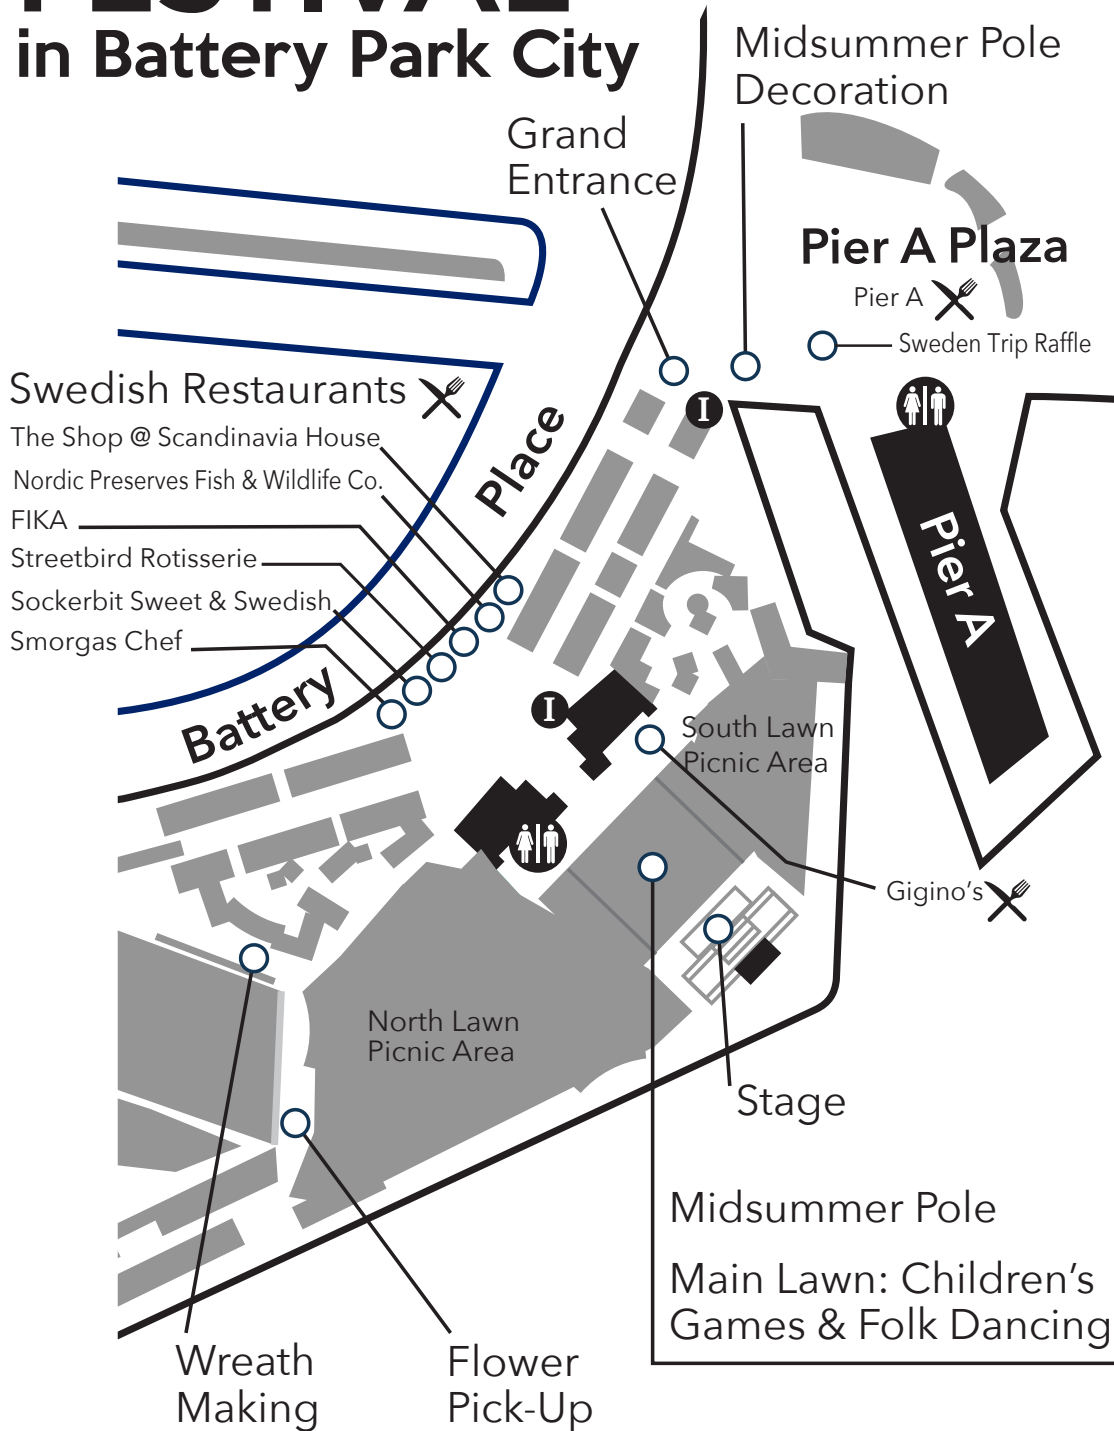 FESTIVAL
in Battery Park City
Midsummer Pole
Decoration
Grand
Entrance
Pier A Plaza
Pier A
Sweden Trip Raffle
Swedish Restaurants
The Shop @ Scandinavia House
Nordic Preserves Fish & Wildlife Co.
FIKA
Streetbird Rotisserie
Sockerbit Sweet & Swedish
Smorgas Chef
Battery Place
I
Pier A
I
South Lawn
Picnic Area
Gigino's
North Lawn
Picnic Area
Stage
Midsummer Pole
Main Lawn: Children's
Games & Folk Dancing
Wreath
Making
Flower
Pick-Up